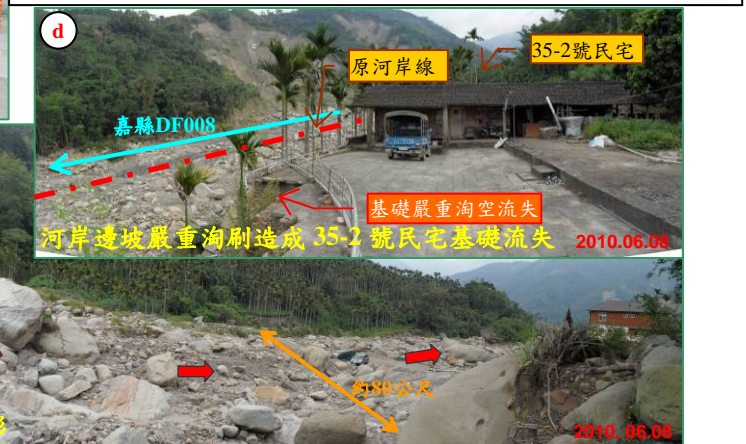 d
35-2號民宅
原河岸線
嘉縣DF008
基礎嚴重淘空流失
河岸邊坡嚴重淘刷造成 35-2 號民宅基礎流失
2010.06.08
約80公尺
2010.06.08